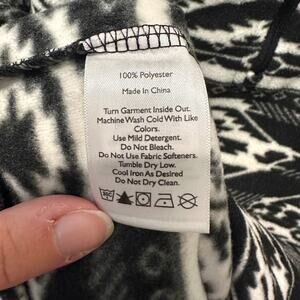 100% Polyester
Made In China
Turn Garment Inside Out.
Machine Wash Cold With Like
Colors.
Use Mild Detergent.
Do Not Bleach.
Do Not Use Fabric Softeners.
Tumble Dry Low.
Cool Iron As Desired
Do Not Dry Clean.